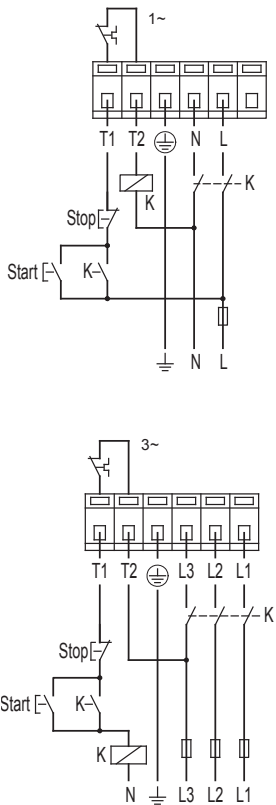 1~
T1 T2 N L
K
K
Stop
Start K
N L
3~
T1 T2 L3 L2 L1
K
Stop
Start K
K
N L3 L2 L1